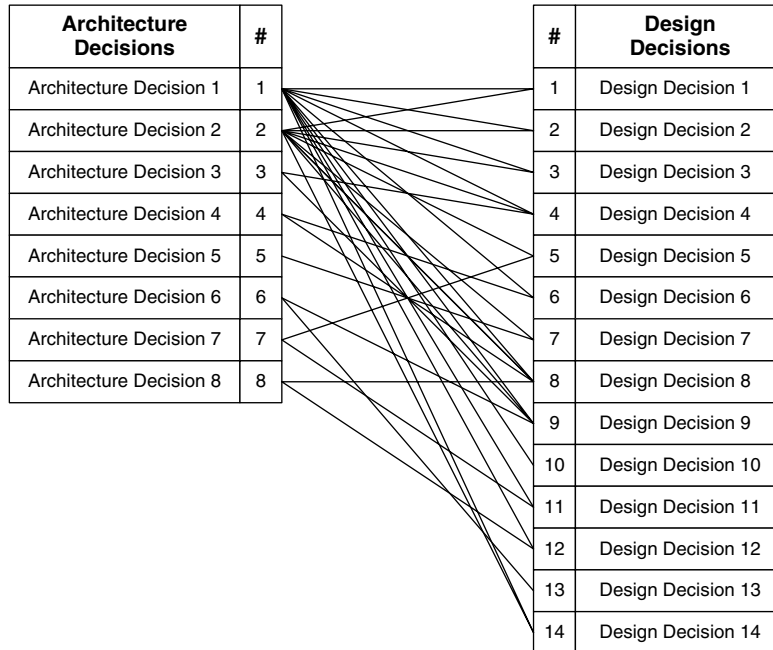 Architecture Decisions #
Architecture Decision 1 1
Architecture Decision 2 2
Architecture Decision 3 3
Architecture Decision 4 4
Architecture Decision 5 5
Architecture Decision 6 6
Architecture Decision 7 7
Architecture Decision 8 8
# Design Decisions
1 Design Decision 1
2 Design Decision 2
3 Design Decision 3
4 Design Decision 4
5 Design Decision 5
6 Design Decision 6
7 Design Decision 7
8 Design Decision 8
9 Design Decision 9
10 Design Decision 10
11 Design Decision 11
12 Design Decision 12
13 Design Decision 13
14 Design Decision 14